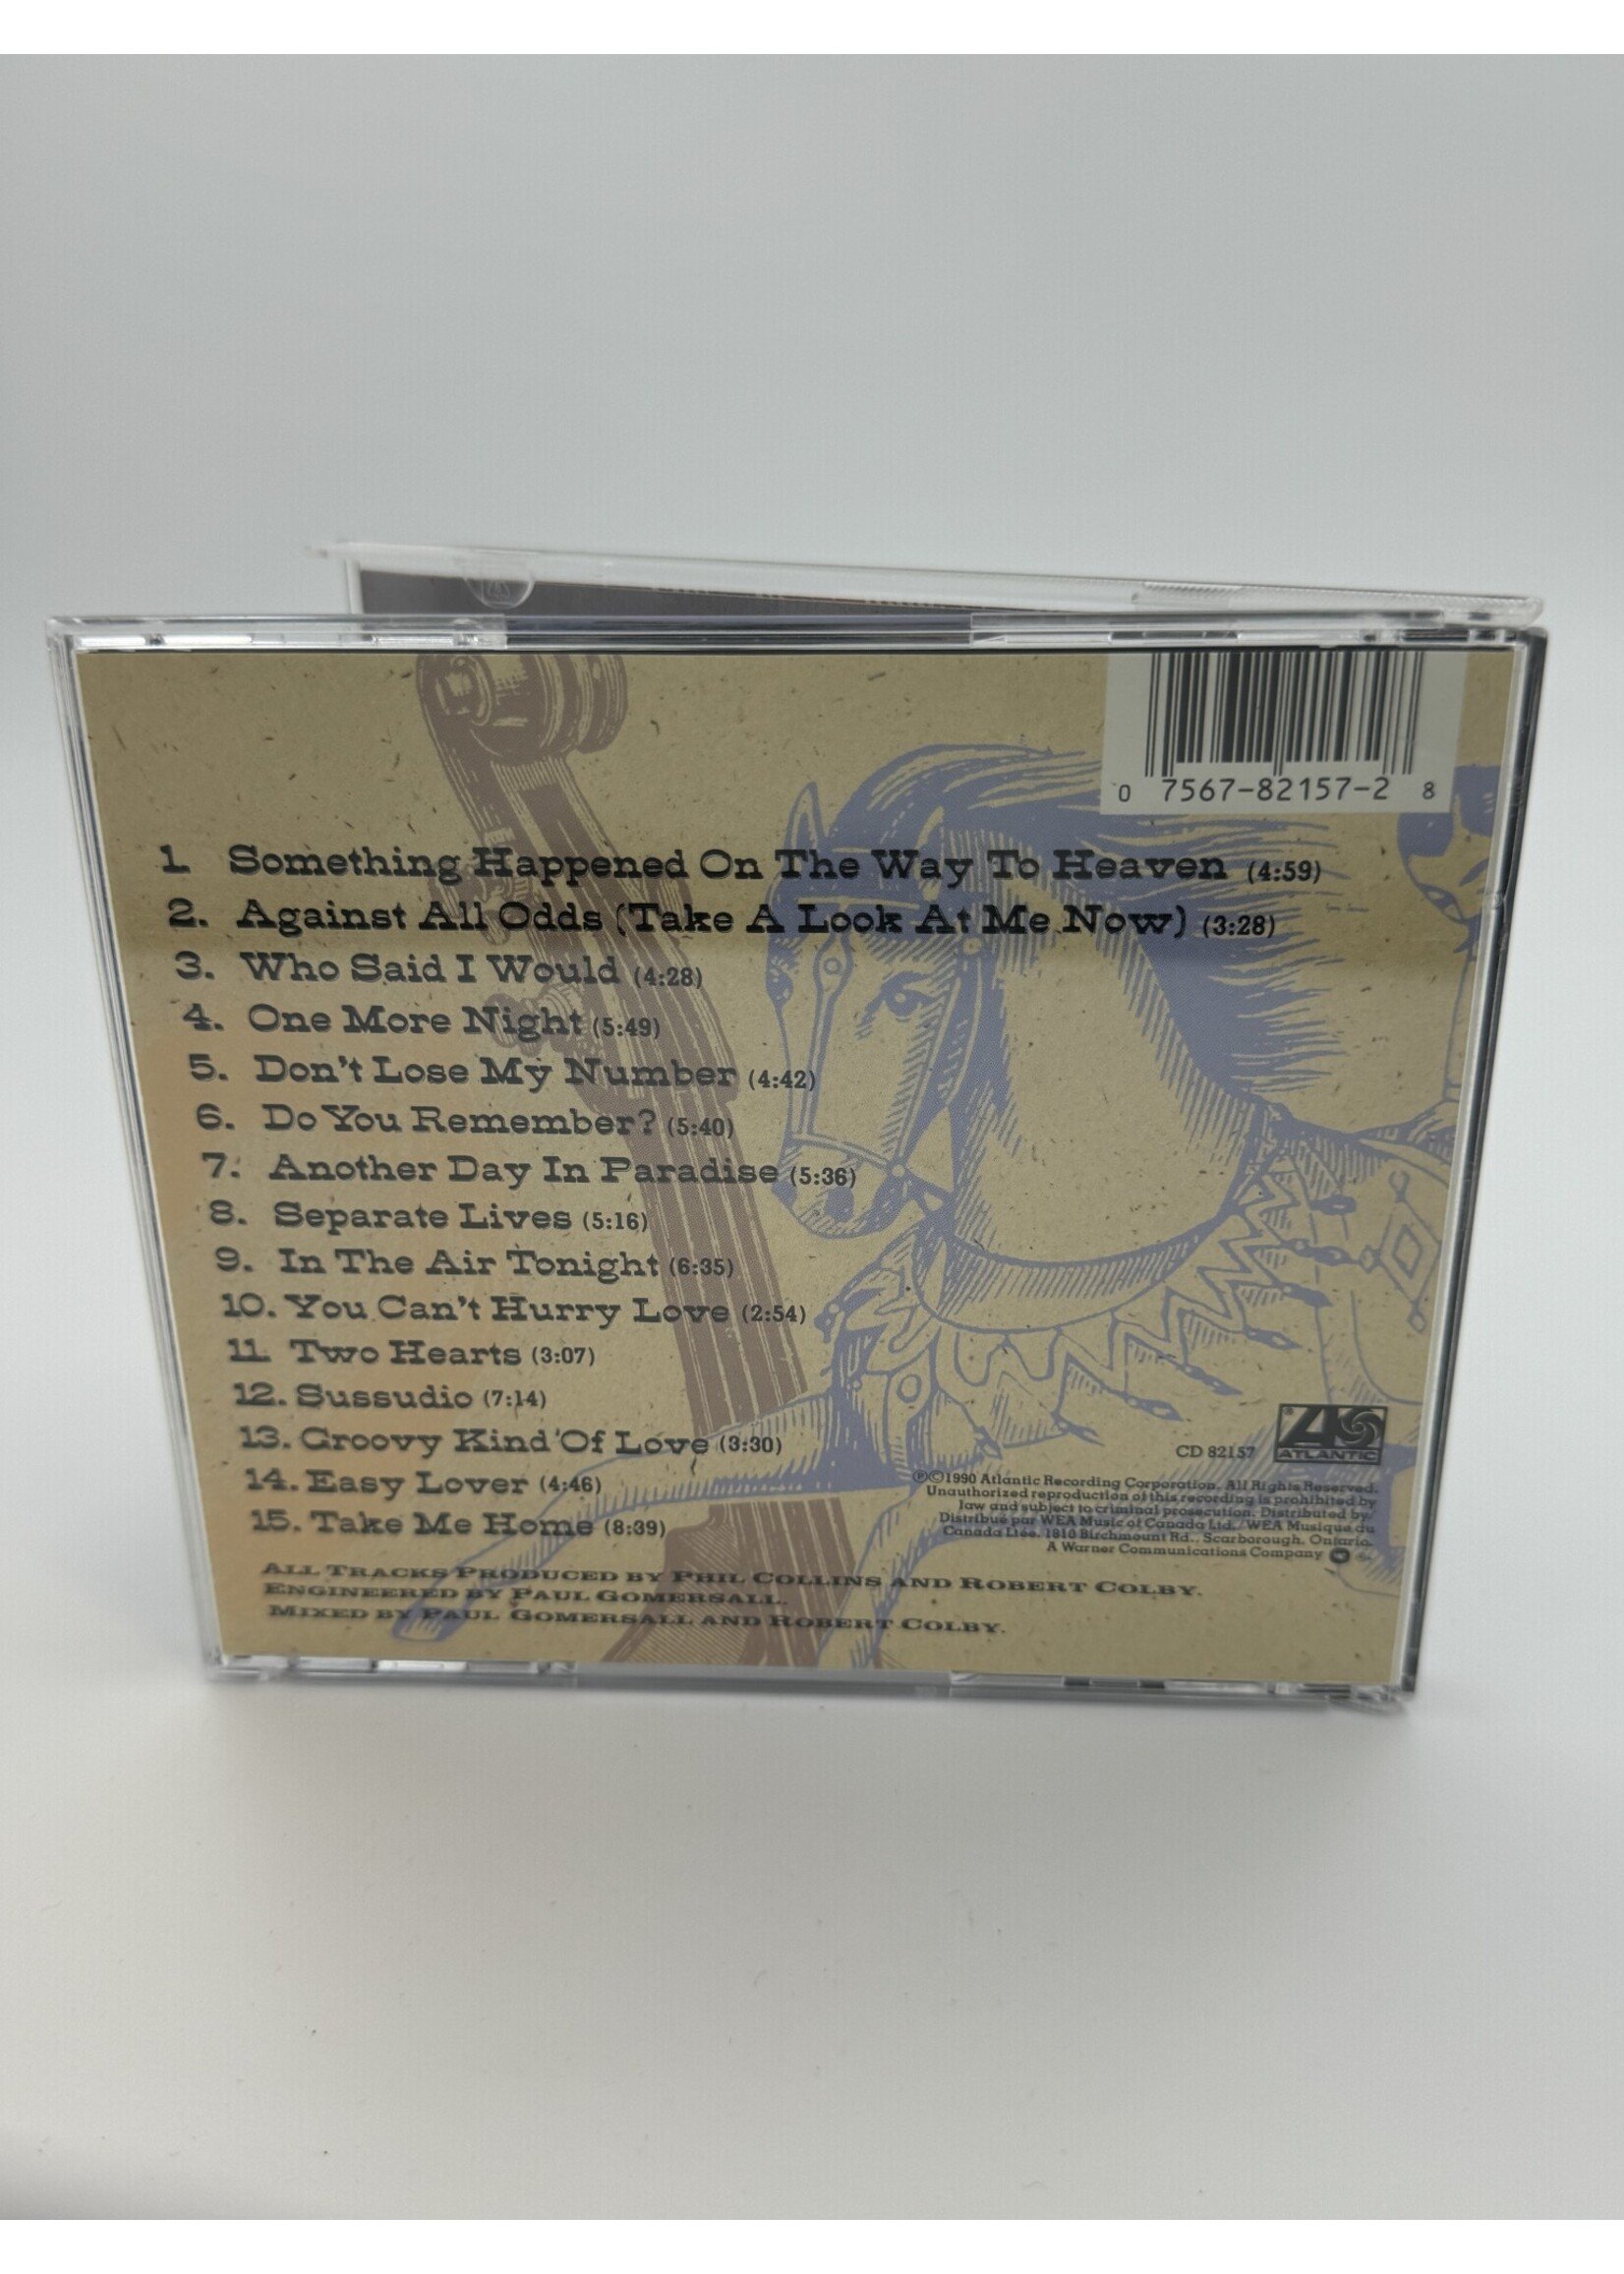 0 7567-82157-2 8
1. Something Happened On The Way To Heaven (4:59)
2. Against All Odds (Take A Look At Me Now) (3:28)
3. Who Said I Would (4:28)
4. One More Night (5:49)
5. Don't Lose My Number (4:42)
6. Do You Remember? (5:40)
7. Another Day In Paradise (5:36)
8. Separate Lives (5:16)
9. In The Air Tonight (6:35)
10. You Can't Hurry Love (2:54)
11. Two Hearts (3:07)
12. Sussudio (7:14)
13. Groovy Kind Of Love (3:30)
14. Easy Lover (4:46)
15. Take Me Home (8:39)
All Tracks Produced by Phil Collins and Robert Colby.
Engineered by Paul Gomersall.
Mixed by Paul Gomersall and Robert Colby.
CD 82157
® ATLANTIC
℗©1990 Atlantic Recording Corporation. All Rights Reserved.
Unauthorized reproduction of this recording is prohibited by
law and subject to criminal prosecution. Distributed by/
Distribué par WEA Music of Canada Ltd./WEA Musique du
Canada Ltée. 1810 Birchmount Rd., Scarborough, Ontario.
A Warner Communications Company